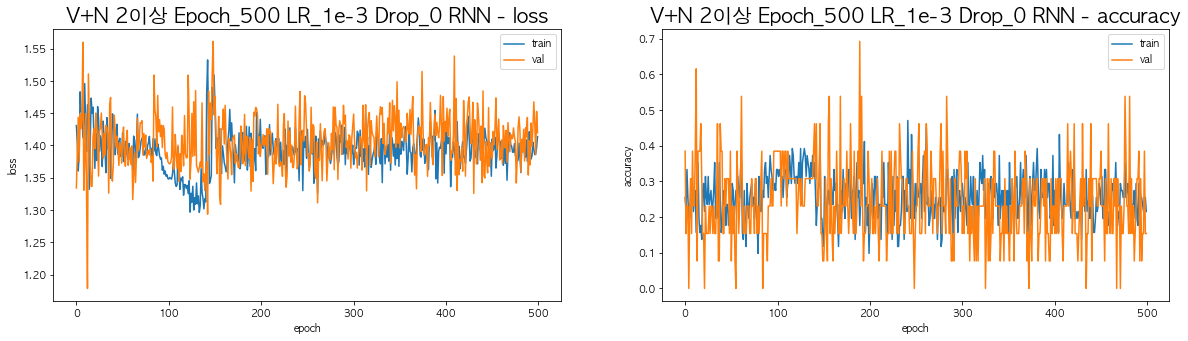 V+N 2이상 Epoch_500 LR_1e-3 Drop_0 RNN - loss
train
val
1.55
1.50
1.45
1.40
1.35
1.30
1.25
1.20
loss
0
100
200
300
400
500
epoch
V+N 2이상 Epoch_500 LR_1e-3 Drop_0 RNN - accuracy
train
val
0.7
0.6
0.5
0.4
0.3
0.2
0.1
0.0
accuracy
0
100
200
300
400
500
epoch